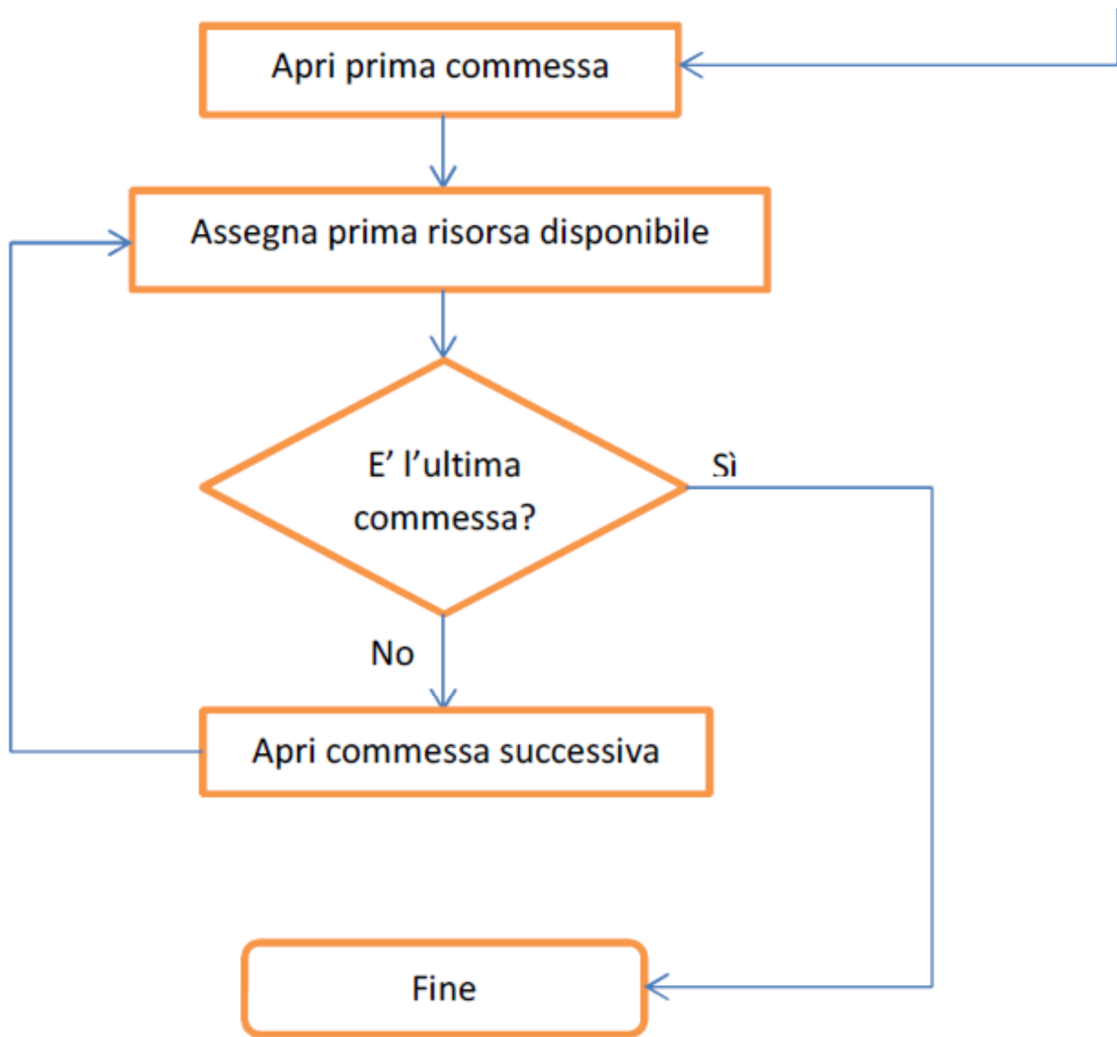 Apri prima commessa
Assegna prima risorsa disponibile
E’ l’ultima
commessa?
Sì
No
Apri commessa successiva
Fine